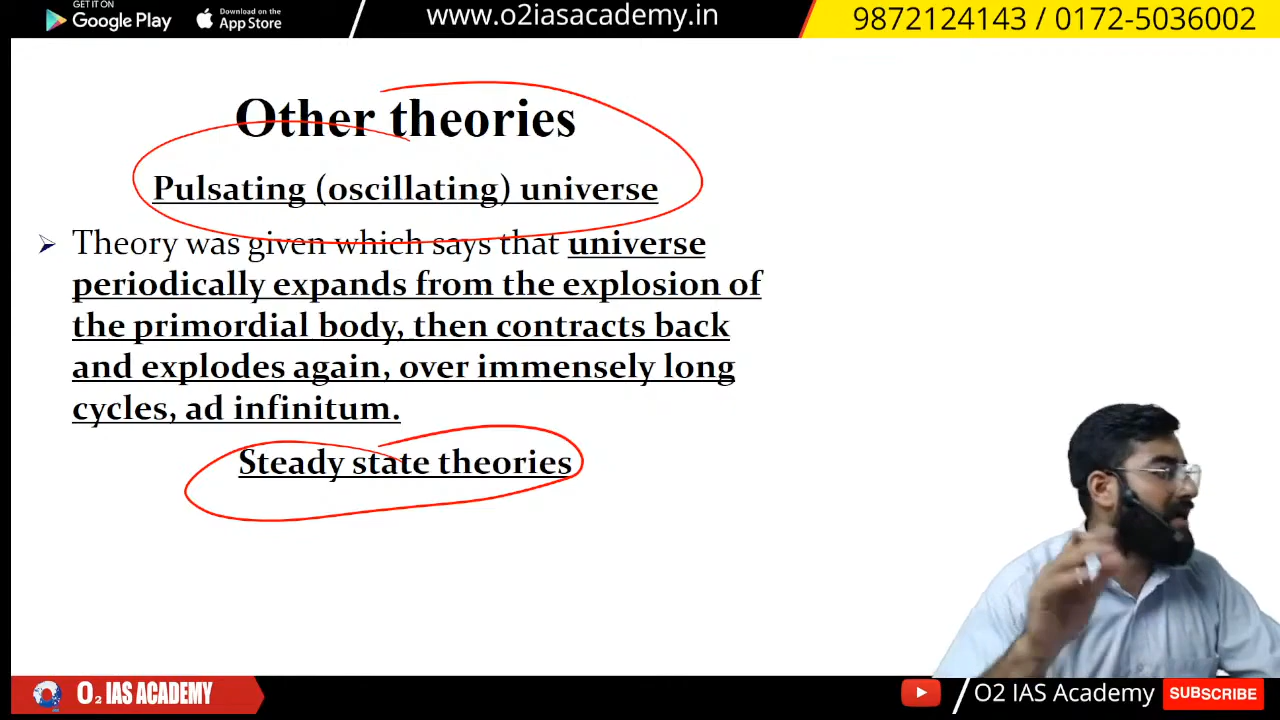 GET IT ON
Google Play
Download on the
App Store
www.o2iasacademy.in
9872124143 / 0172-5036002
Other theories
Pulsating (oscillating) universe
Theory was given which says that universe
periodically expands from the explosion of
the primordial body, then contracts back
and explodes again, over immensely long
cycles, ad infinitum.
Steady state theories
O₂ IAS ACADEMY
O2 IAS Academy
SUBSCRIBE